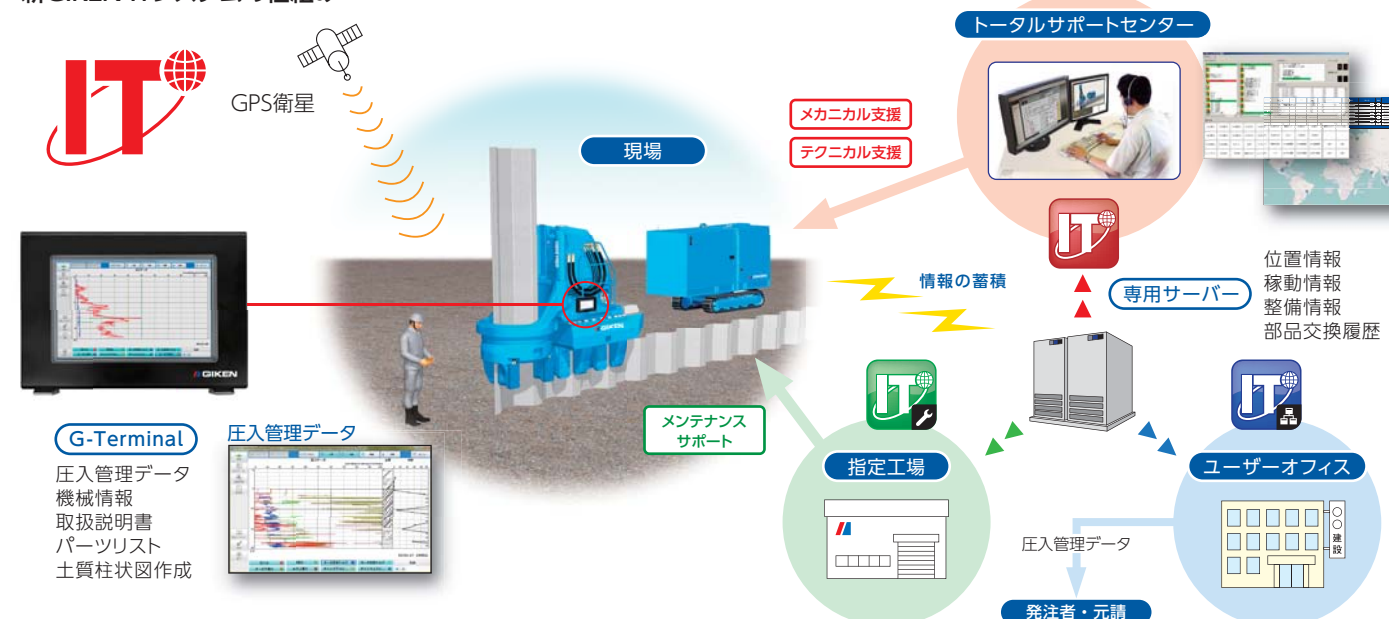 IT
GPS衛星
現場
メカニカル支援
テクニカル支援
トータルサポートセンター
IT
情報の蓄積
専用サーバー
位置情報
稼動情報
整備情報
部品交換履歴
GIKEN
GIKEN
G-Terminal
圧入管理データ
機械情報
取扱説明書
パーツリスト
土質柱状図作成
圧入管理データ
メンテナンス
サポート
IT
指定工場
IT
ユーザーオフィス
〇〇建設
圧入管理データ
発注者・元請